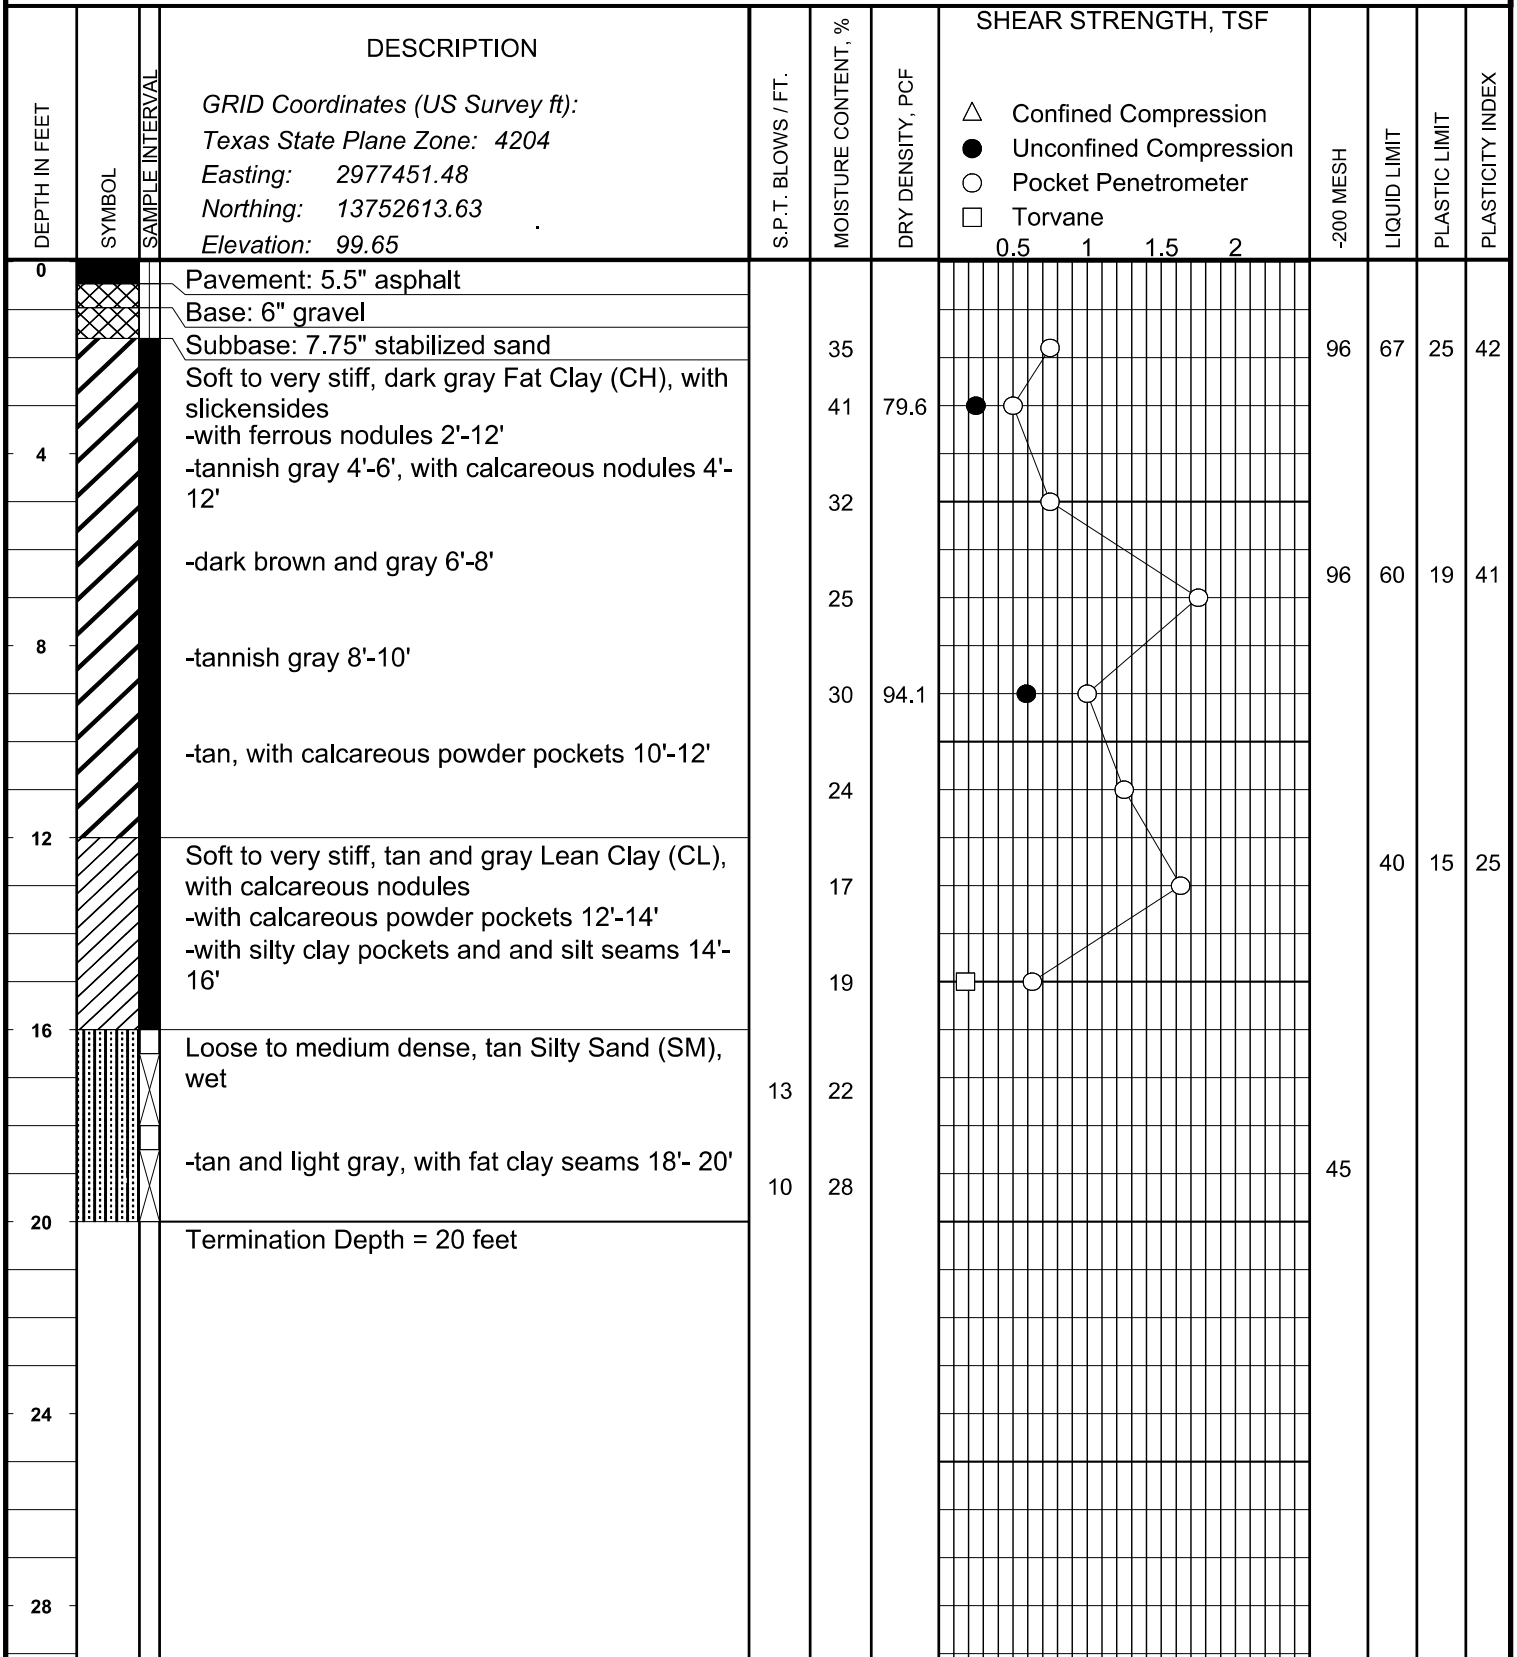 DEPTH IN FEET
SYMBOL
SAMPLE INTERVAL
DESCRIPTION
GRID Coordinates (US Survey ft):
Texas State Plane Zone: 4204
Easting: 2977451.48
Northing: 13752613.63
Elevation: 99.65
S.P.T. BLOWS / FT.
MOISTURE CONTENT, %
DRY DENSITY, PCF
SHEAR STRENGTH, TSF
Confined Compression
Unconfined Compression
Pocket Penetrometer
Torvane
0.5 1 1.5 2
-200 MESH
LIQUID LIMIT
PLASTIC LIMIT
PLASTICITY INDEX
0
Pavement: 5.5" asphalt
Base: 6" gravel
Subbase: 7.75" stabilized sand
35 96 67 25 42
Soft to very stiff, dark gray Fat Clay (CH), with
slickensides
41 79.6
-with ferrous nodules 2'-12'
4
-tannish gray 4'-6', with calcareous nodules 4'-
12'
32
-dark brown and gray 6'-8'
96 60 19 41
25
8
-tannish gray 8'-10'
30 94.1
-tan, with calcareous powder pockets 10'-12'
24
12
Soft to very stiff, tan and gray Lean Clay (CL),
40 15 25
with calcareous nodules
17
-with calcareous powder pockets 12'-14'
-with silty clay pockets and and silt seams 14'-
16'
19
16
Loose to medium dense, tan Silty Sand (SM),
wet
13 22
-tan and light gray, with fat clay seams 18'- 20'
45
10 28
20
Termination Depth = 20 feet
24
28